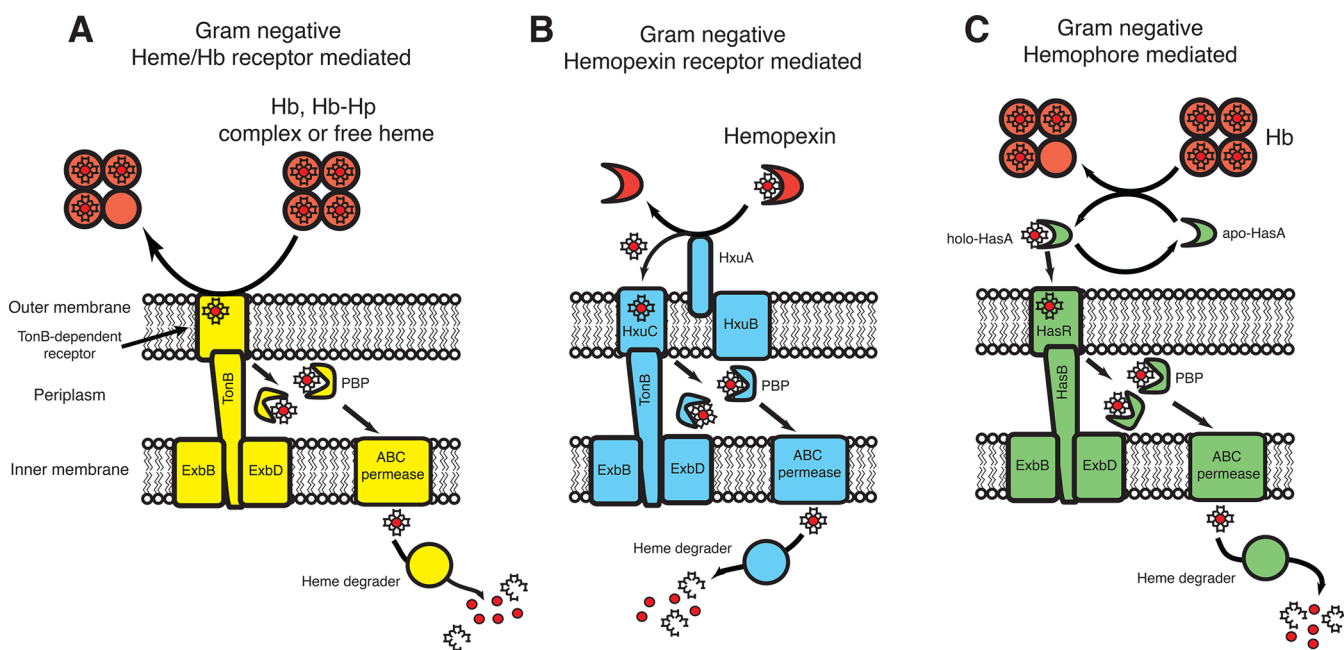 A
Gram negative
Heme/Hb receptor mediated
Hb, Hb-Hp
complex or free heme
Outer membrane
TonB-dependent
receptor
Periplasm
TonB
PBP
Inner membrane
ExbB
ExbD
ABC
permease
Heme degrader
B
Gram negative
Hemopexin receptor mediated
Hemopexin
HxuA
HxuC
HxuB
TonB
PBP
ExbB
ExbD
ABC
permease
Heme degrader
C
Gram negative
Hemophore mediated
Hb
holo-HasA
apo-HasA
HasR
HasB
PBP
ExbB
ExbD
ABC
permease
Heme degrader